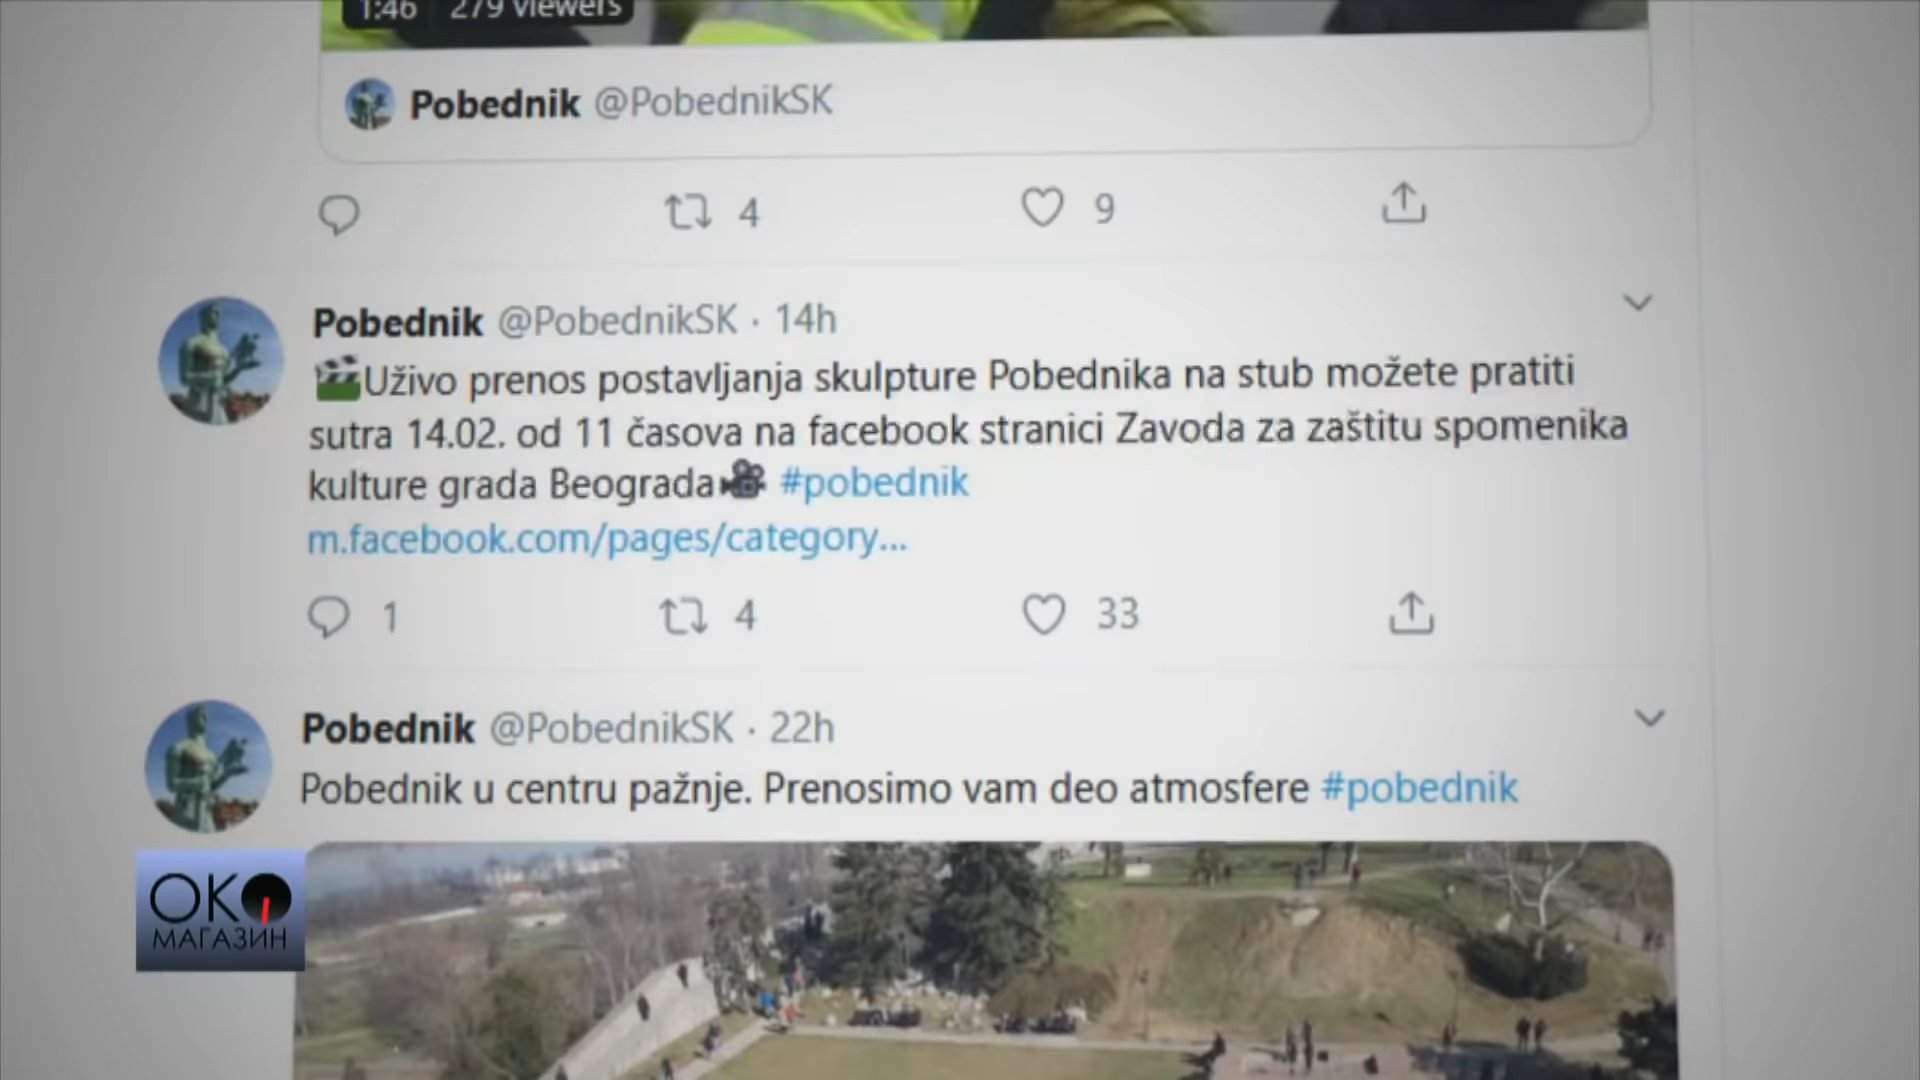 1:46 279 viewers
Pobednik @PobednikSK
4 9
Pobednik @PobednikSK · 14h
Uživo prenos postavljanja skulpture Pobednika na stub možete pratiti
sutra 14.02. od 11 časova na facebook stranici Zavoda za zaštitu spomenika
kulture grada Beograda #pobednik
m.facebook.com/pages/category...
1 4 33
Pobednik @PobednikSK · 22h
Pobednik u centru pažnje. Prenosimo vam deo atmosfere #pobednik
ОКО
МАГАЗИН